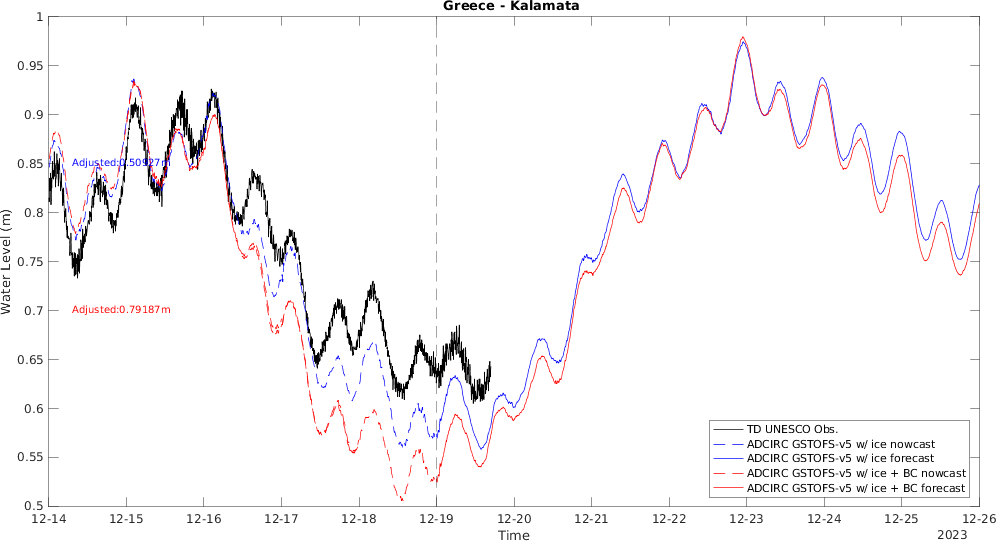 Greece - Kalamata
1
0.95
0.9
0.85
0.8
0.75
0.7
0.65
0.6
0.55
0.5
Water Level (m)
Adjusted:0.50927m
Adjusted:0.79187m
TD UNESCO Obs.
ADCIRC GSTOFS-v5 w/ ice nowcast
ADCIRC GSTOFS-v5 w/ ice forecast
ADCIRC GSTOFS-v5 w/ ice + BC nowcast
ADCIRC GSTOFS-v5 w/ ice + BC forecast
12-14 12-15 12-16 12-17 12-18 12-19 12-20 12-21 12-22 12-23 12-24 12-25 12-26
Time
2023